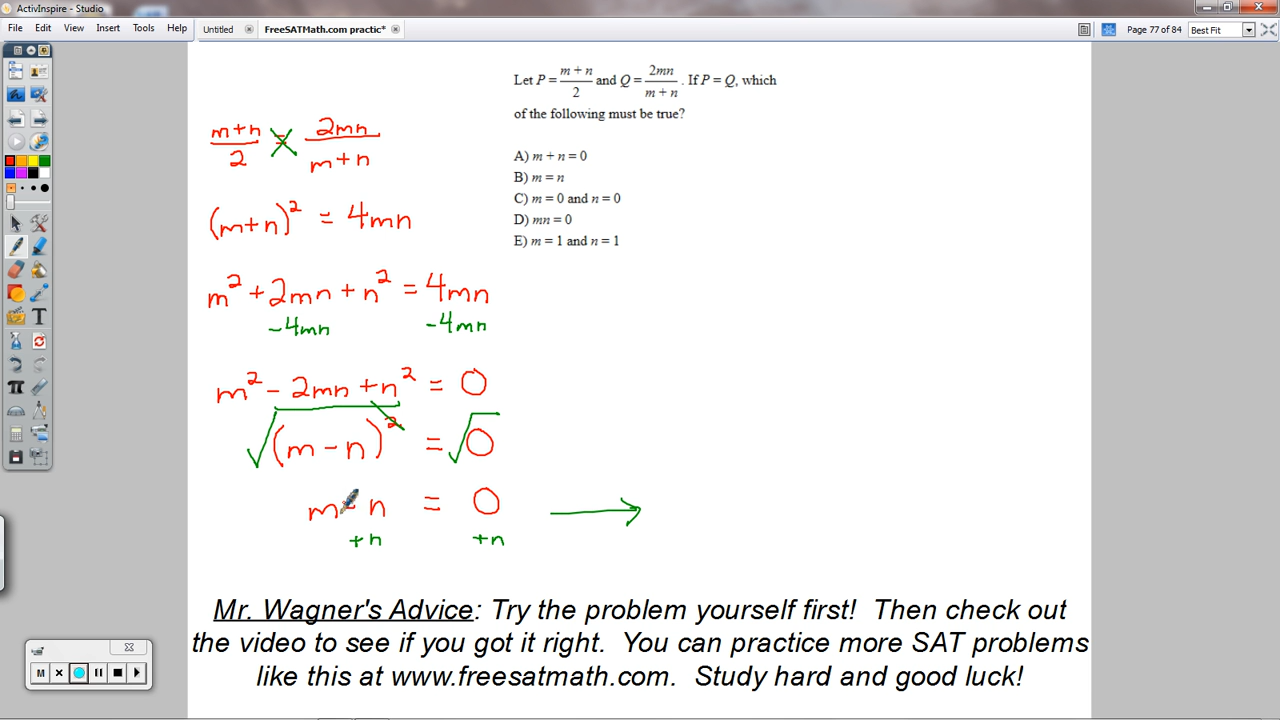 ActivInspire - Studio
File Edit View Insert Tools Help
Untitled FreeSATMath.com practic* Page 77 of 84 Best Fit
Let P = (m + n)/2 and Q = 2mn/(m + n). If P = Q, which
of the following must be true?
A) m + n = 0
B) m = n
C) m = 0 and n = 0
D) mn = 0
E) m = 1 and n = 1
(m+n)/2 = 2mn/(m+n)
(m+n)² = 4mn
m² + 2mn + n² = 4mn
-4mn -4mn
m² - 2mn + n² = 0
√(m - n)² = √0
m - n = 0
+n +n
Mr. Wagner's Advice: Try the problem yourself first! Then check out
the video to see if you got it right. You can practice more SAT problems
like this at www.freesatmath.com. Study hard and good luck!
M